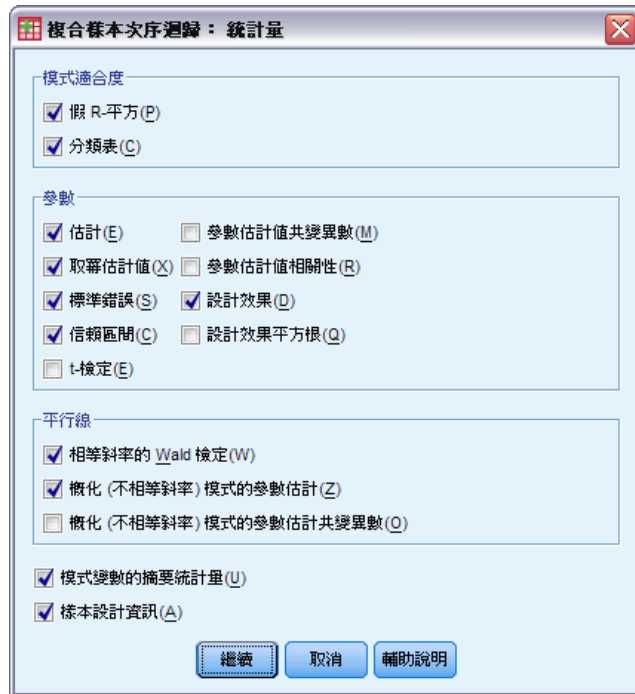 複合樣本次序迴歸： 統計量
模式適合度
假 R-平方(P)
分類表(C)
參數
估計(E) 參數估計值共變異數(M)
取冪估計值(X) 參數估計值相關性(R)
標準錯誤(S) 設計效果(D)
信賴區間(C) 設計效果平方根(Q)
t-檢定(E)
平行線
相等斜率的 Wald 檢定(W)
概化 (不相等斜率) 模式的參數估計(Z)
概化 (不相等斜率) 模式的參數估計共變異數(O)
模式變數的摘要統計量(U)
樣本設計資訊(A)
繼續 取消 輔助說明